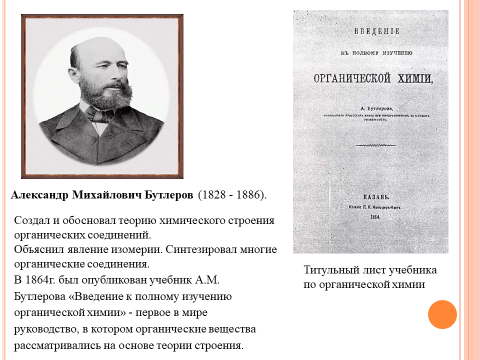 Александр Михайлович Бутлеров (1828 - 1886).
Создал и обосновал теорию химического строения
органических соединений.
Объяснил явление изомерии. Синтезировал многие
органические соединения.
В 1864г. был опубликован учебник А.М.
Бутлерова «Введение к полному изучению
органической химии» - первое в мире
руководство, в котором органические вещества
рассматривались на основе теории строения.
ВВЕДЕНІЕ
КЪ ПОЛНОМУ ИЗУЧЕНІЮ
ОРГАНИЧЕСКОЙ ХИМІИ,
А. Бутлерова,
КАЗАНЬ.
1864.
Титульный лист учебника
по органической химии